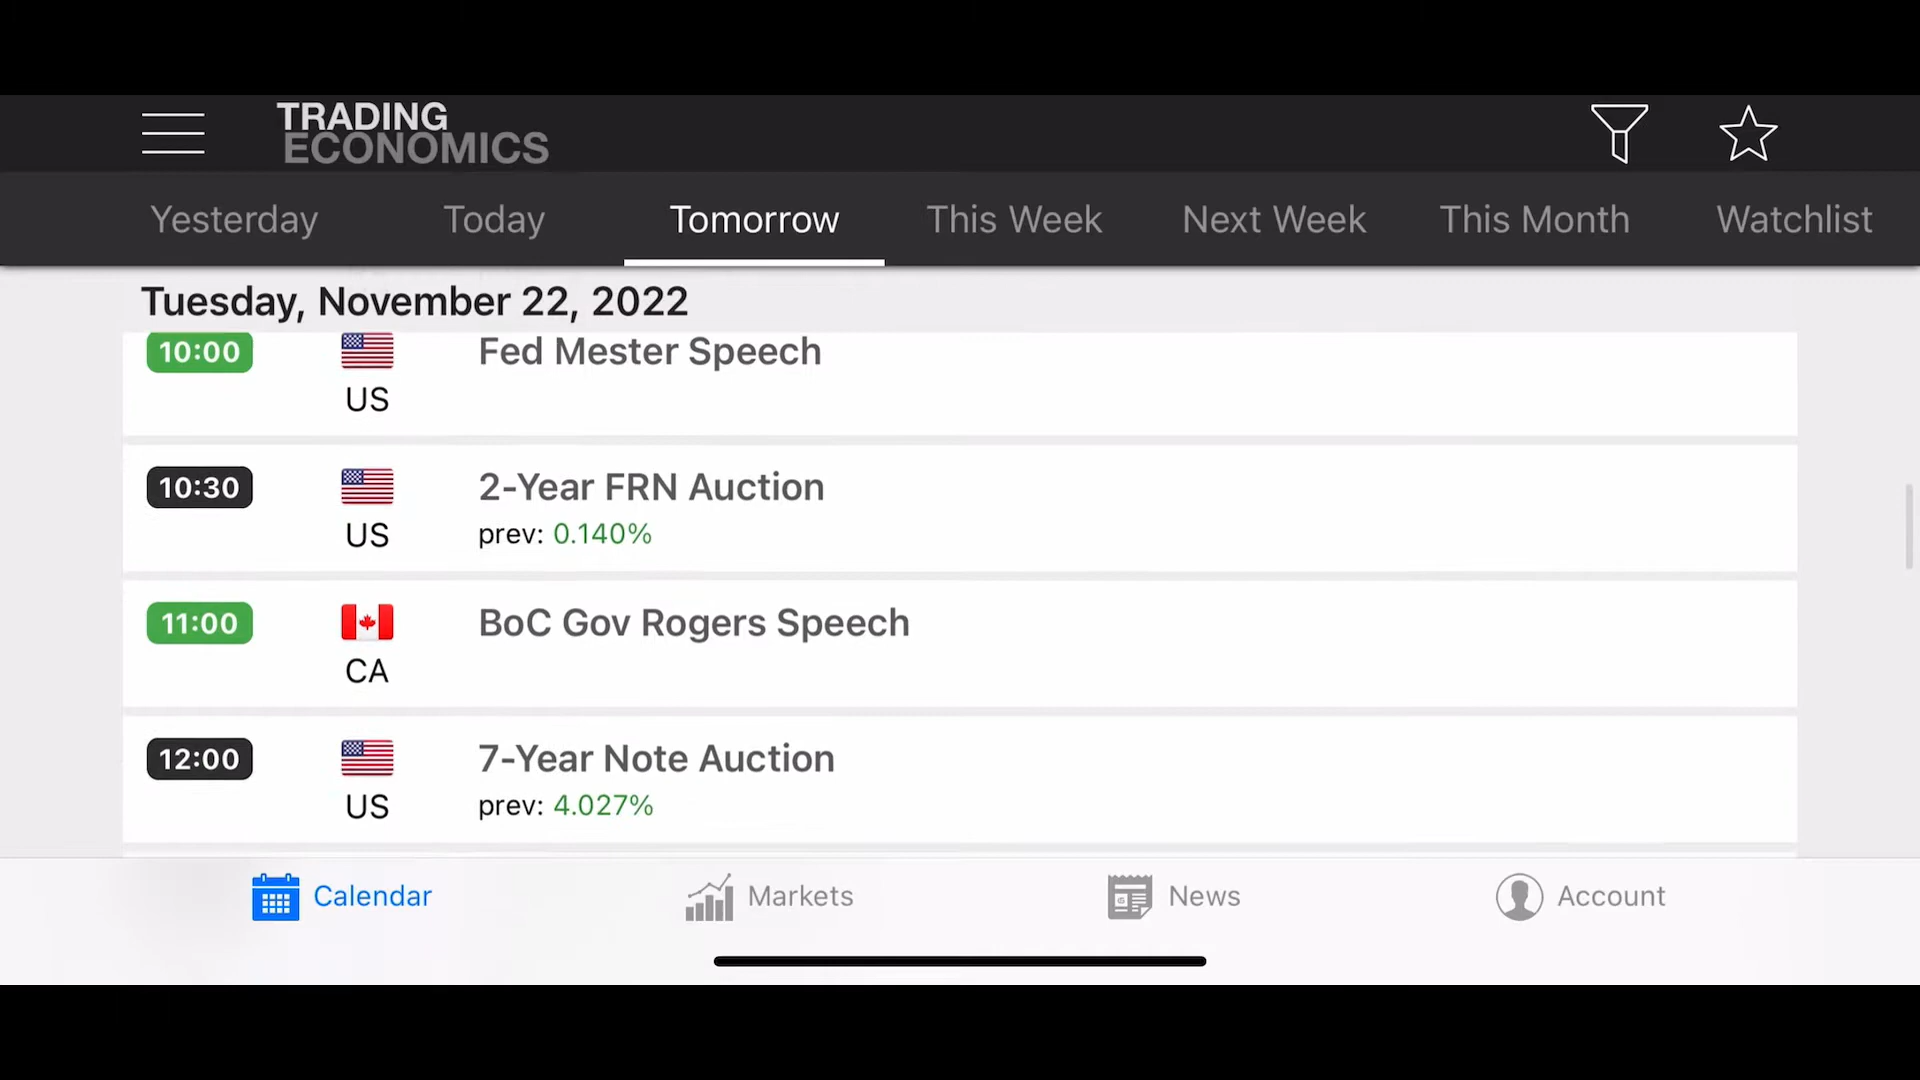 TRADING
ECONOMICS
Yesterday Today Tomorrow This Week Next Week This Month Watchlist
Tuesday, November 22, 2022
10:00 Fed Mester Speech
US
10:30 2-Year FRN Auction
US prev: 0.140%
11:00 BoC Gov Rogers Speech
CA
12:00 7-Year Note Auction
US prev: 4.027%
Calendar Markets News Account